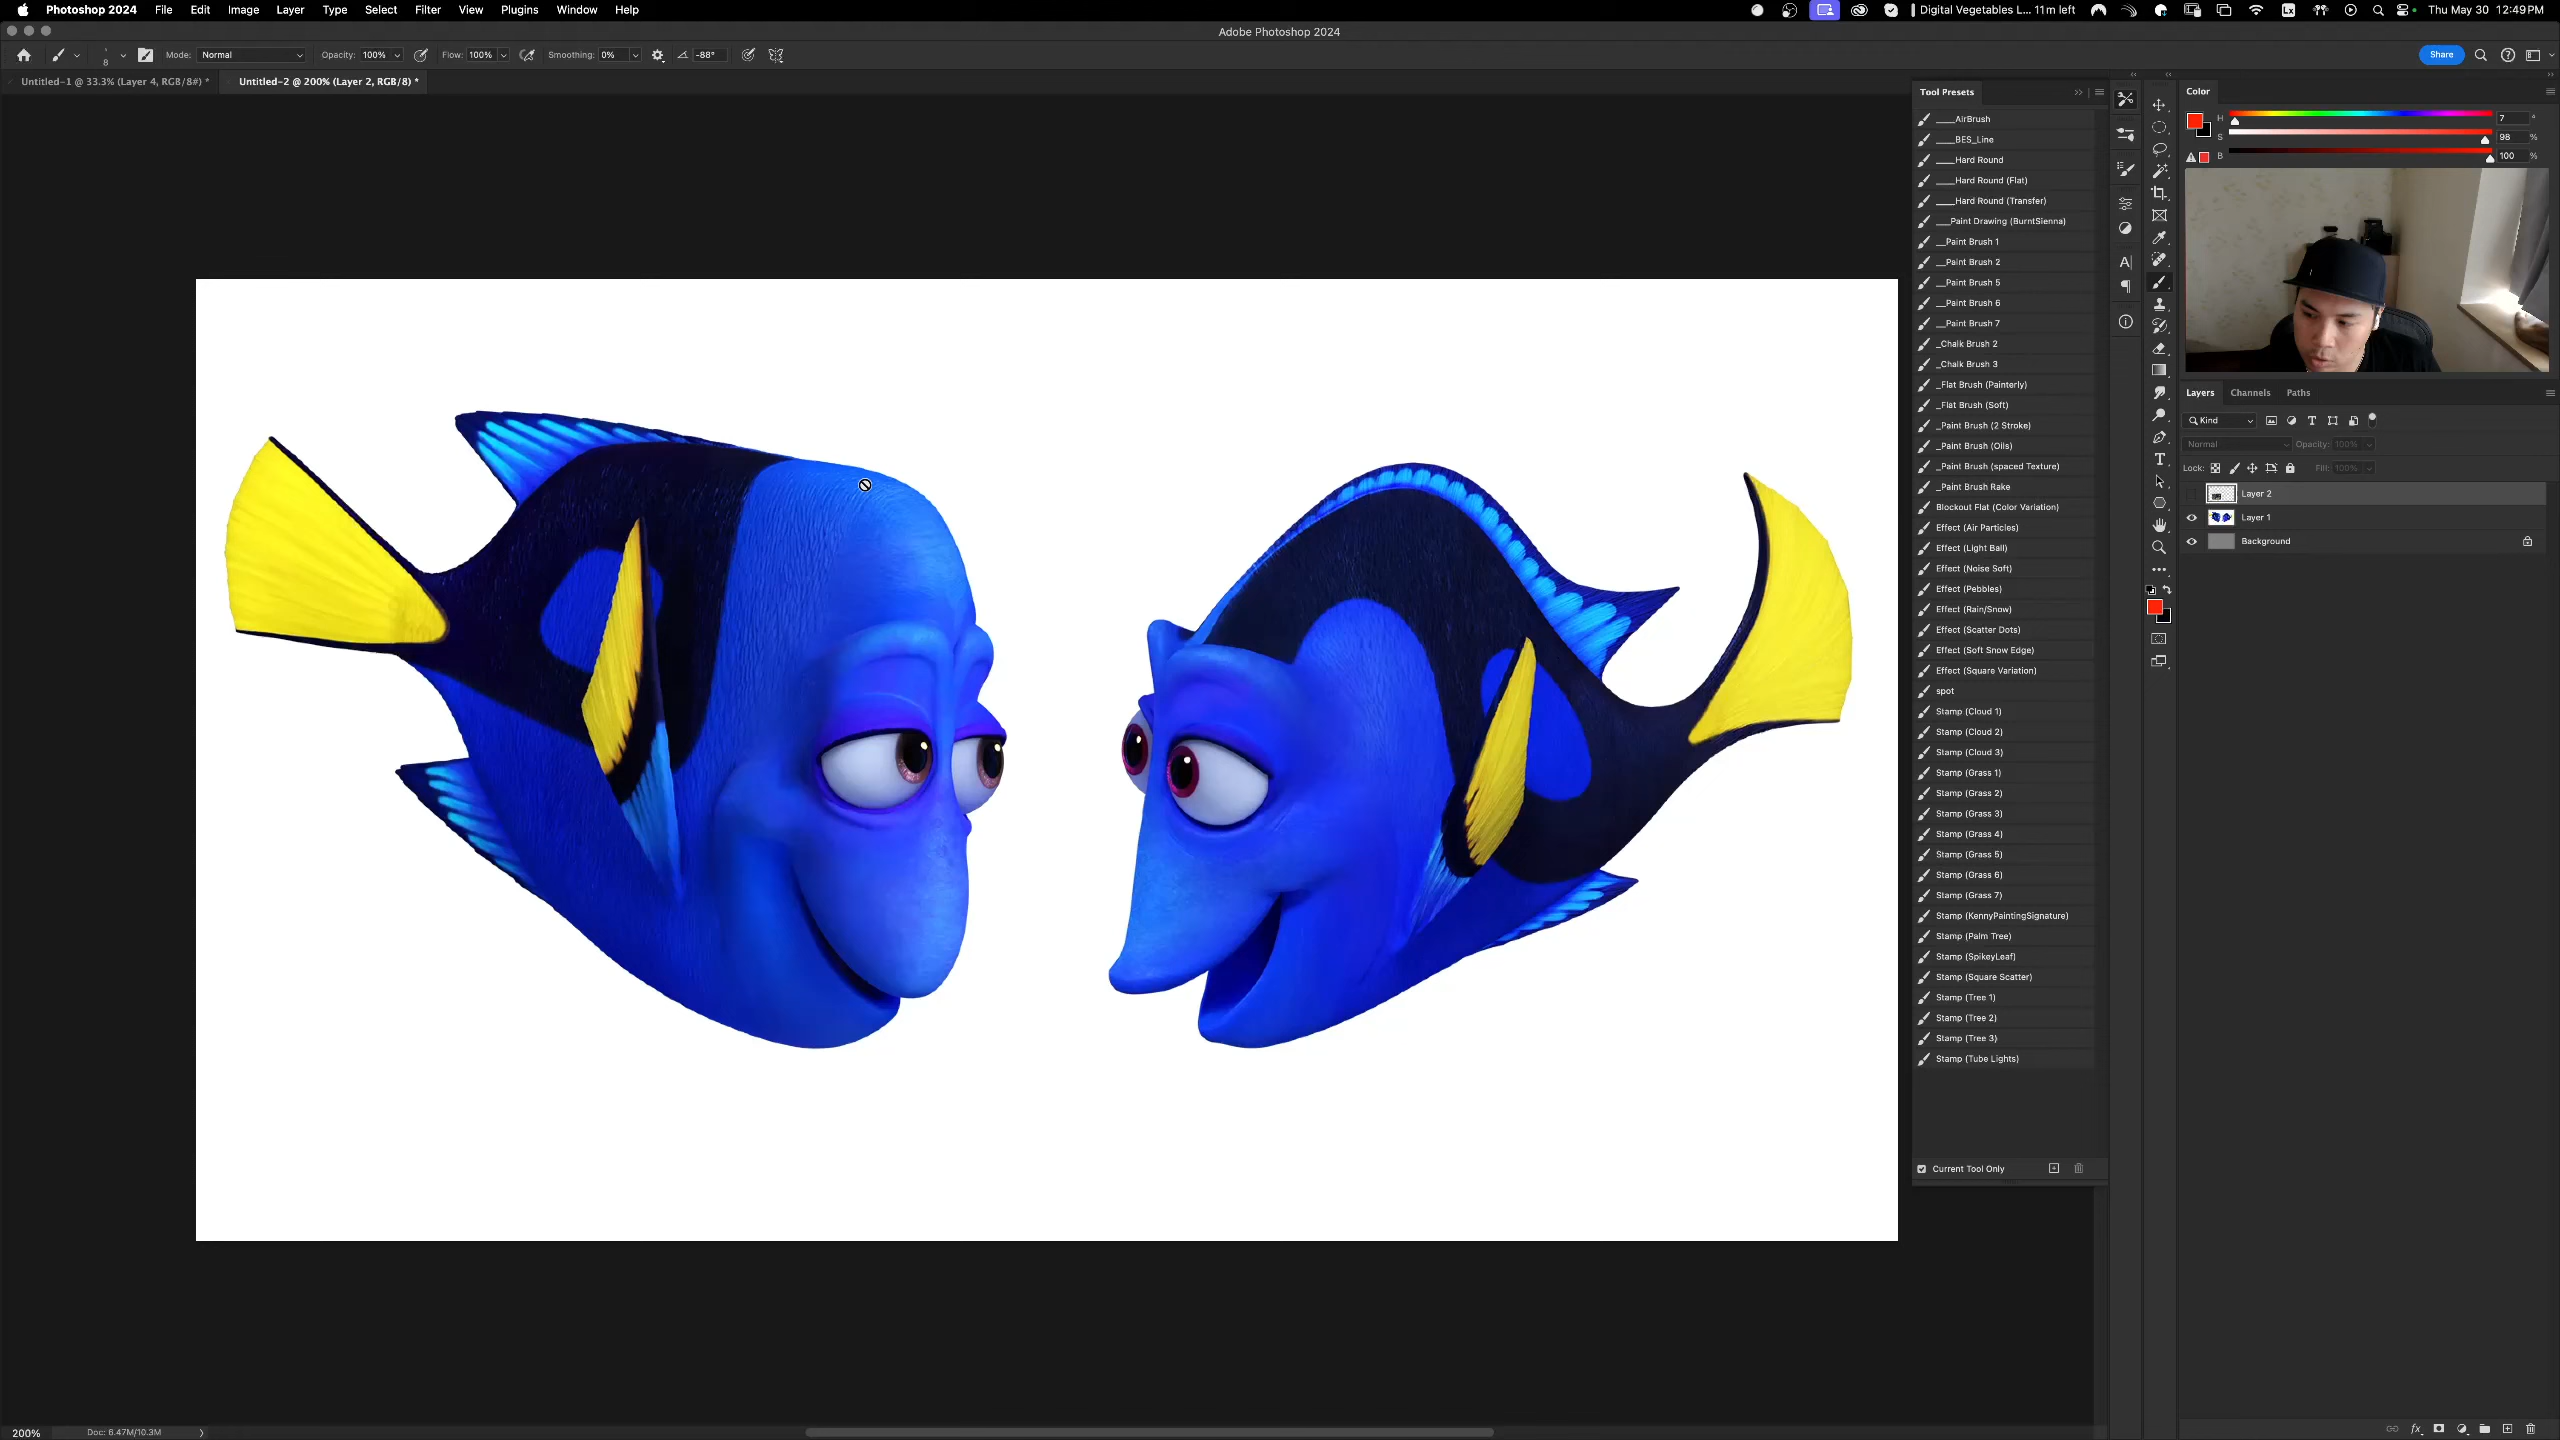 Photoshop 2024 File Edit Image Layer Type Select Filter View Plugins Window Help Digital Vegetables L... 11m left Thu May 30 12:49 PM
Adobe Photoshop 2024
8 Mode: Normal Opacity: 100% Flow: 100% Smoothing: 0% -88° Share
Untitled-1 @ 33.3% (Layer 4, RGB/8#) * Untitled-2 @ 200% (Layer 2, RGB/8) *
Tool Presets
____AirBrush
____BES_Line
____Hard Round
____Hard Round (Flat)
____Hard Round (Transfer)
___Paint Drawing (BurntSienna)
__Paint Brush 1
__Paint Brush 2
__Paint Brush 5
__Paint Brush 6
__Paint Brush 7
_Chalk Brush 2
_Chalk Brush 3
_Flat Brush (Painterly)
_Flat Brush (Soft)
_Paint Brush (2 Stroke)
_Paint Brush (Oils)
_Paint Brush (spaced Texture)
_Paint Brush Rake
Blockout Flat (Color Variation)
Effect (Air Particles)
Effect (Light Ball)
Effect (Noise Soft)
Effect (Pebbles)
Effect (Rain/Snow)
Effect (Scatter Dots)
Effect (Soft Snow Edge)
Effect (Square Variation)
spot
Stamp (Cloud 1)
Stamp (Cloud 2)
Stamp (Cloud 3)
Stamp (Grass 1)
Stamp (Grass 2)
Stamp (Grass 3)
Stamp (Grass 4)
Stamp (Grass 5)
Stamp (Grass 6)
Stamp (Grass 7)
Stamp (KennyPaintingSignature)
Stamp (Palm Tree)
Stamp (SpikeyLeaf)
Stamp (Square Scatter)
Stamp (Tree 1)
Stamp (Tree 2)
Stamp (Tree 3)
Stamp (Tube Lights)
Current Tool Only
Color
H 7 °
S 98 %
B 100 %
Layers Channels Paths
Kind
Normal Opacity: 100%
Lock: Fill: 100%
Layer 2
Layer 1
Background
200% Doc: 6.47M/10.3M